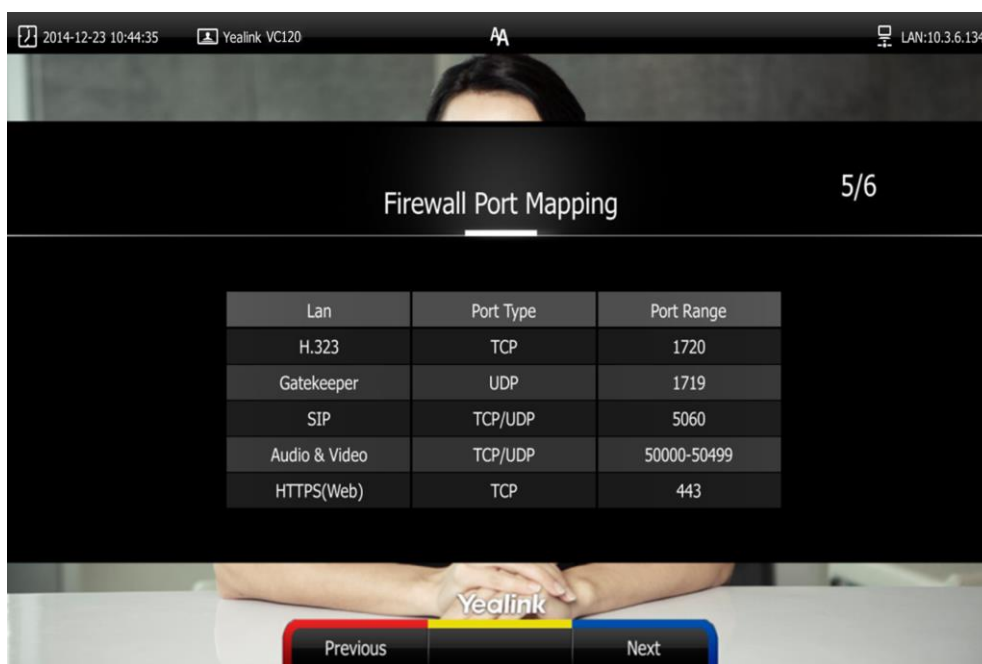 2014-12-23 10:44:35 Yealink VC120 AA LAN:10.3.6.134
Firewall Port Mapping 5/6
Lan Port Type Port Range
H.323 TCP 1720
Gatekeeper UDP 1719
SIP TCP/UDP 5060
Audio & Video TCP/UDP 50000-50499
HTTPS(Web) TCP 443
Yealink
Previous Next